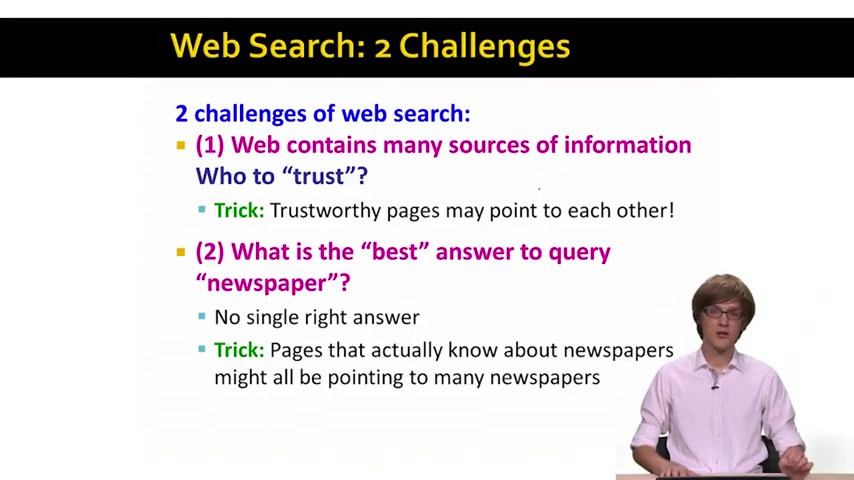 Web Search: 2 Challenges
2 challenges of web search:
(1) Web contains many sources of information
Who to “trust”?
Trick: Trustworthy pages may point to each other!
(2) What is the “best” answer to query
“newspaper”?
No single right answer
Trick: Pages that actually know about newspapers
might all be pointing to many newspapers